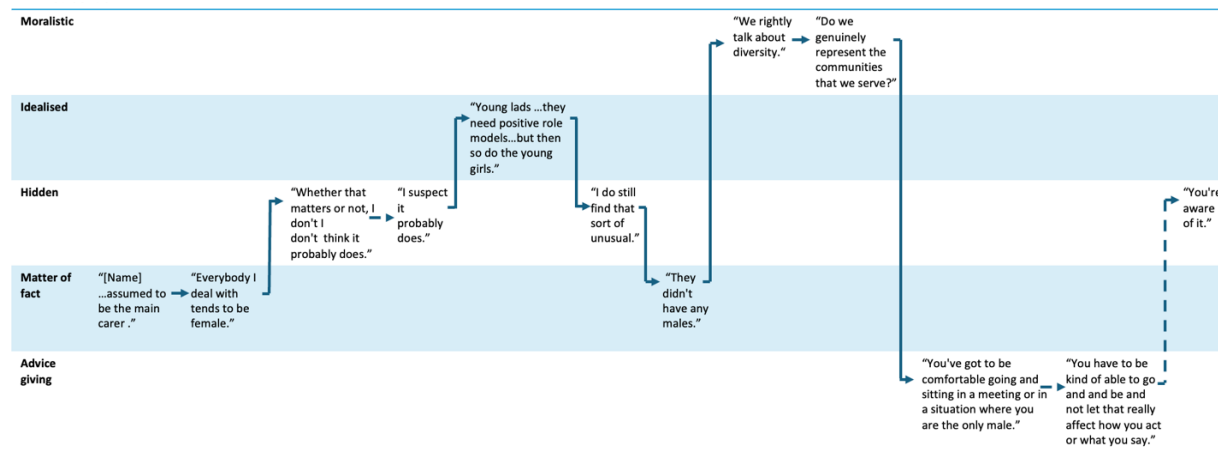 Moralistic
"We rightly
talk about
diversity."
"Do we
genuinely
represent the
communities
that we serve?"
Idealised
"Young lads ...they
need positive role
models...but then
so do the young
girls."
Hidden
"Whether that
matters or not, I
don't I
don't think it
probably does."
"I suspect
it
probably
does."
"I do still
find that
sort of
unusual."
"You're
aware
of it."
Matter of
fact
"[Name]
...assumed to
be the main
carer ."
"Everybody I
deal with
tends to be
female."
"They
didn't
have any
males."
Advice
giving
"You've got to be
comfortable going and
sitting in a meeting or in
a situation where you
are the only male."
"You have to be
kind of able to go
and and be and
not let that really
affect how you act
or what you say."